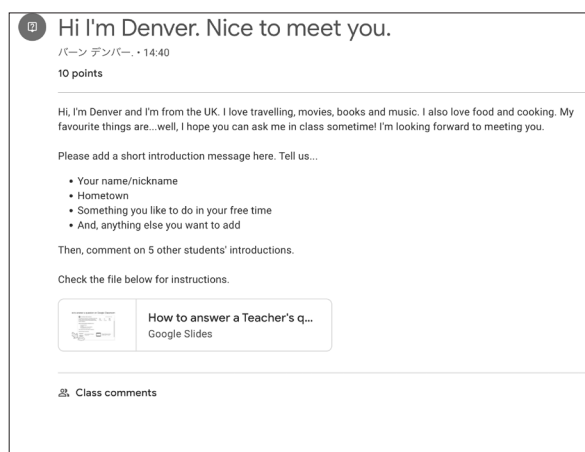 Hi I'm Denver. Nice to meet you.
バーン デンバー. • 14:40
10 points
Hi, I'm Denver and I'm from the UK. I love travelling, movies, books and music. I also love food and cooking. My
favourite things are...well, I hope you can ask me in class sometime! I'm looking forward to meeting you.
Please add a short introduction message here. Tell us...
• Your name/nickname
• Hometown
• Something you like to do in your free time
• And, anything else you want to add
Then, comment on 5 other students' introductions.
Check the file below for instructions.
How to answer a Teacher's q...
Google Slides
Class comments